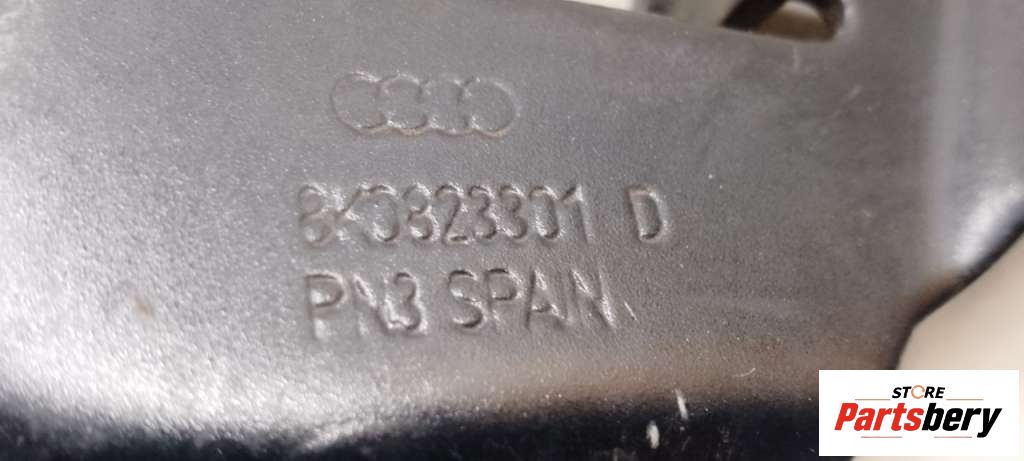 8K0823301 D
PN3 SPAIN
STORE
Partsbery